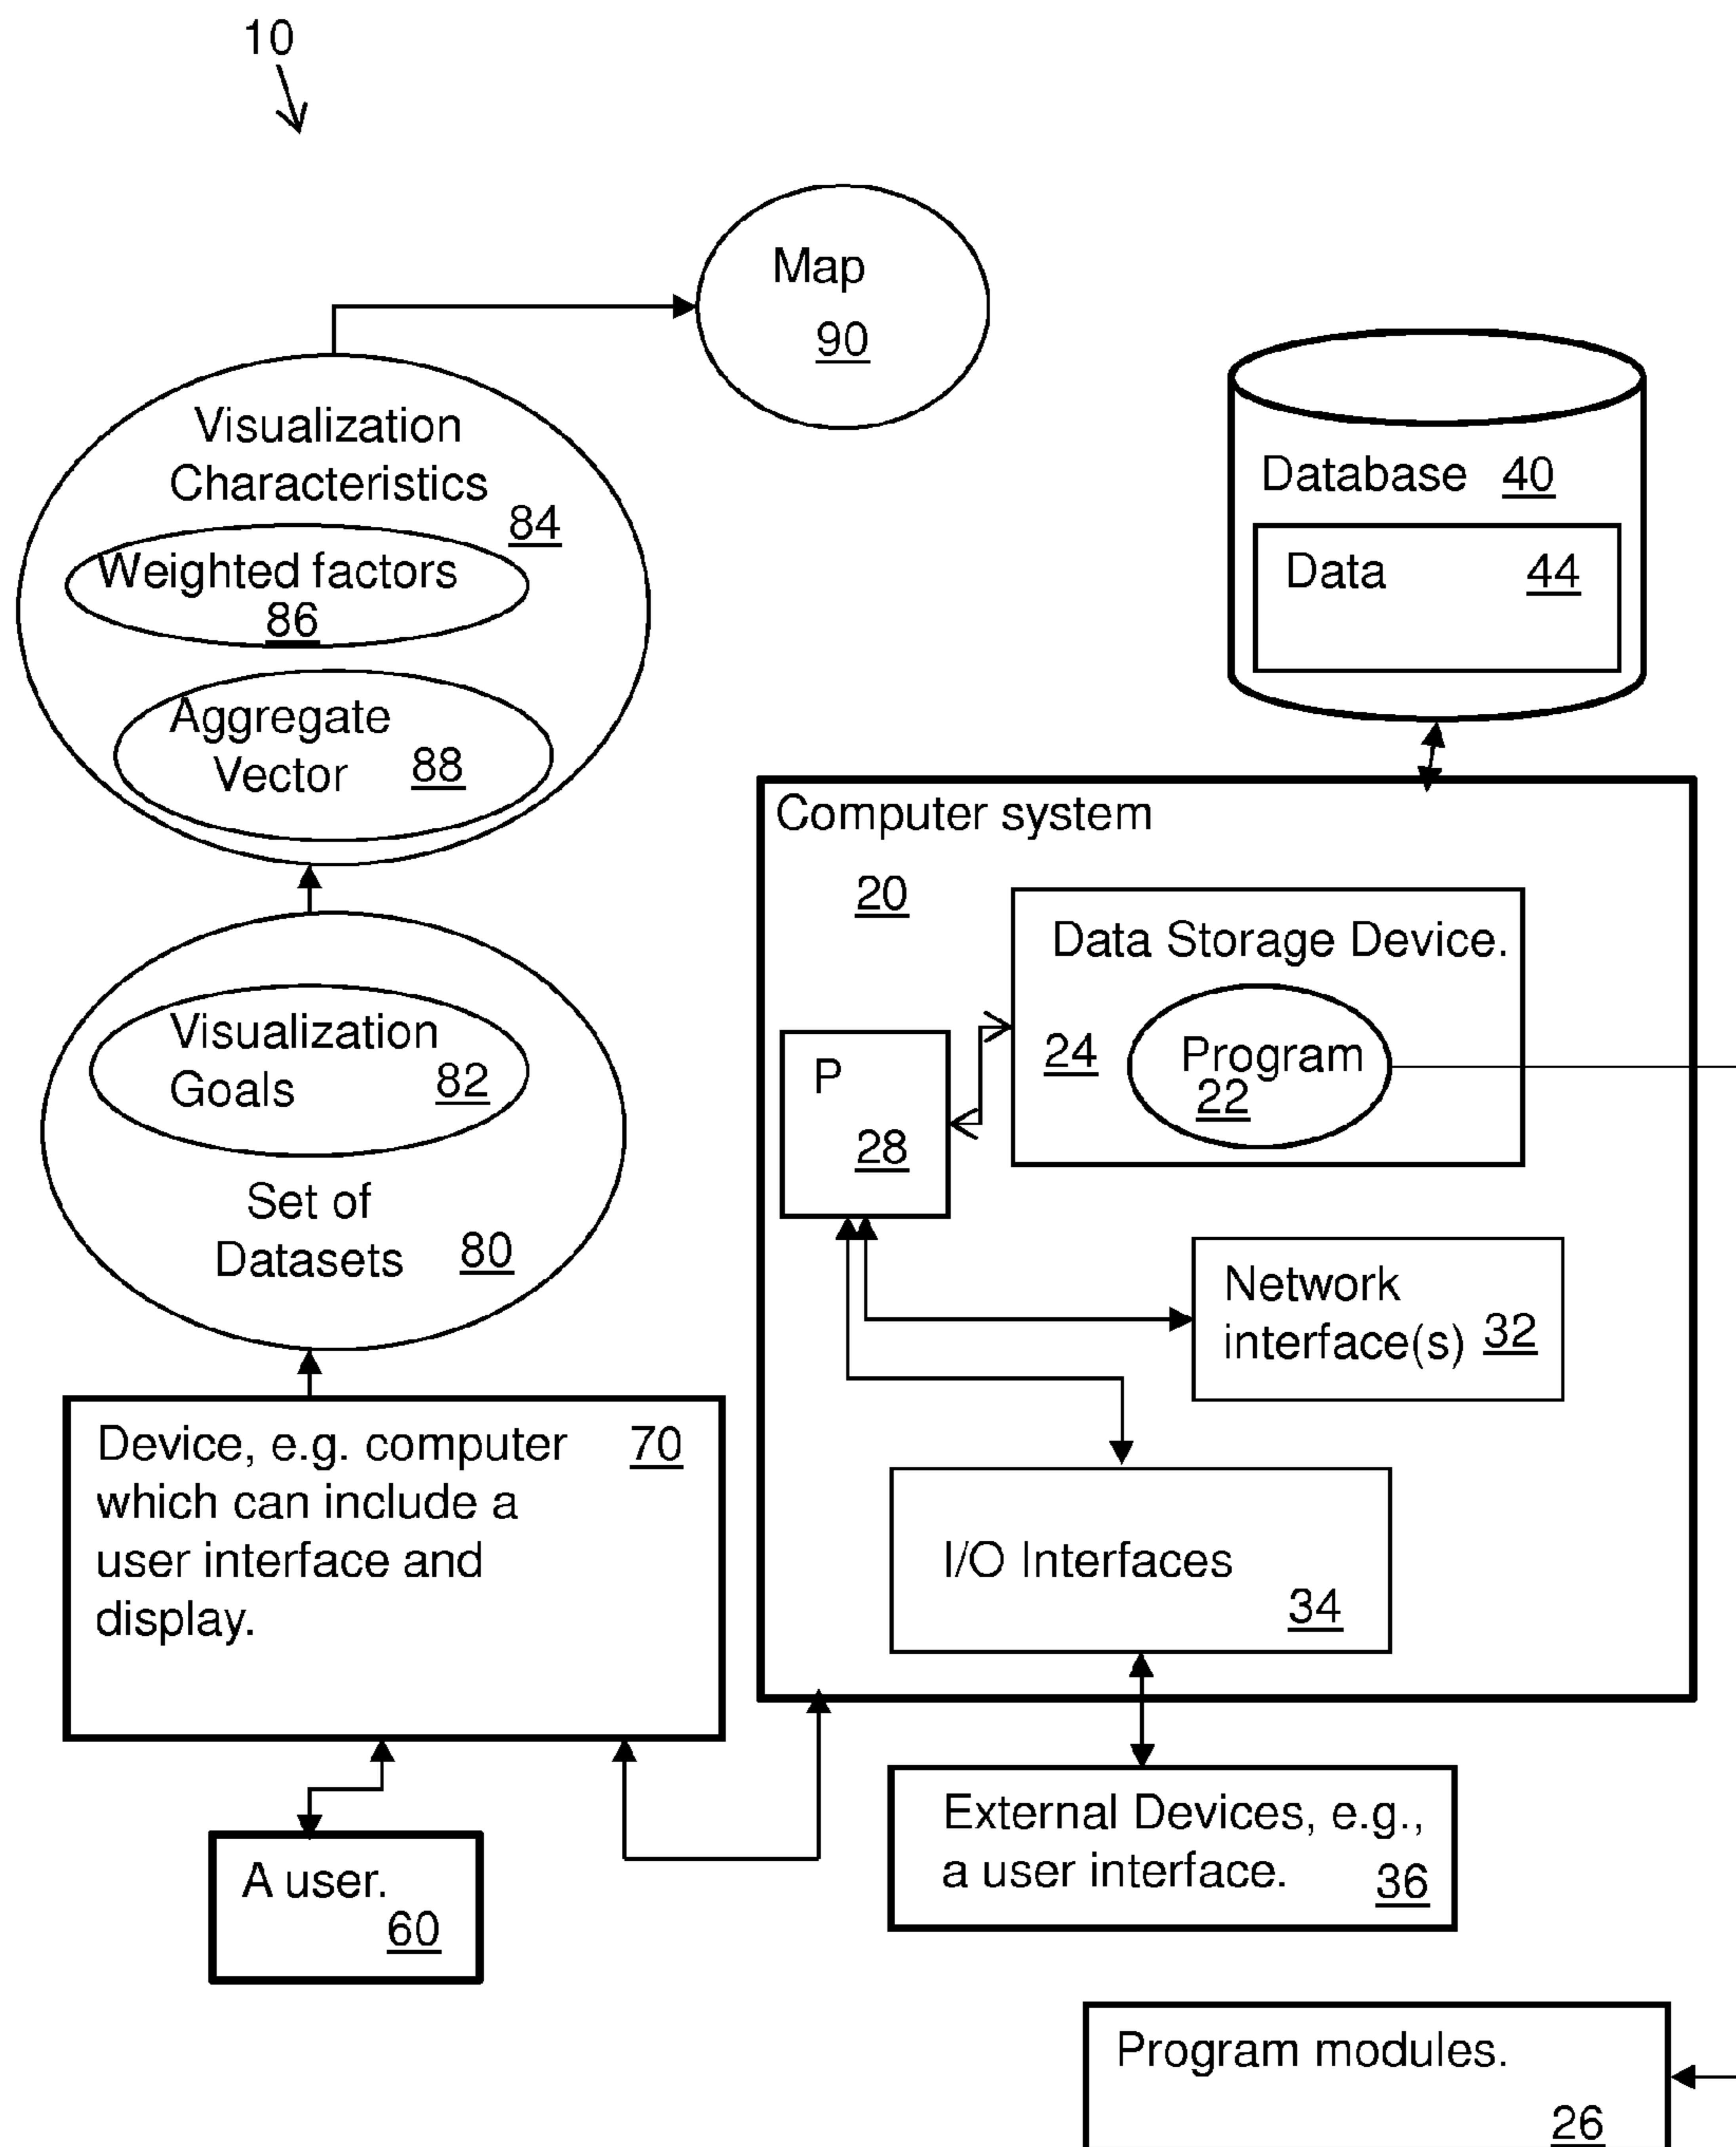 10
Map
90
Visualization
Characteristics
84
Weighted factors
86
Aggregate
Vector 88
Database 40
Data 44
Computer system
20
Data Storage Device.
24
Program
22
P
28
Network
interface(s) 32
I/O Interfaces
34
Visualization
Goals 82
Set of
Datasets 80
Device, e.g. computer 70
which can include a
user interface and
display.
A user.
60
External Devices, e.g.,
a user interface.
36
Program modules.
26